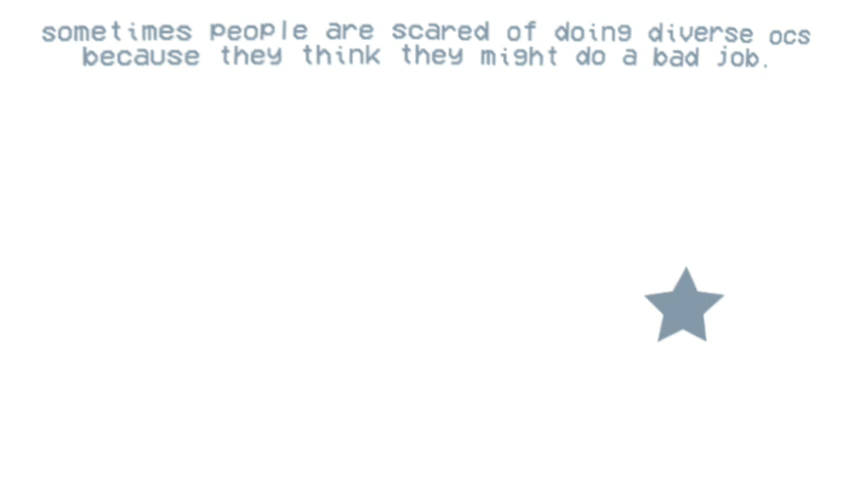 sometimes people are scared of doing diverse ocs
because they think they might do a bad job.